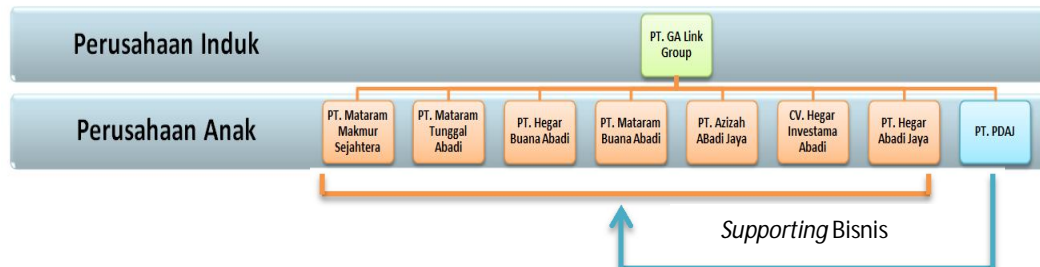 Perusahaan Induk
PT. GA Link
Group
Perusahaan Anak
PT. Mataram
Makmur
Sejahtera
PT. Mataram
Tunggal
Abadi
PT. Hegar
Buana Abadi
PT. Mataram
Buana Abadi
PT. Azizah
ABadi Jaya
CV. Hegar
Investama
Abadi
PT. Hegar
Abadi Jaya
PT. PDAJ
Supporting Bisnis